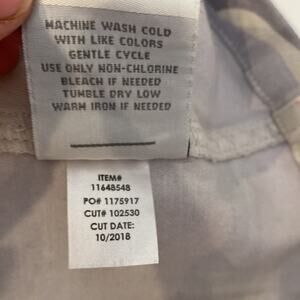 MACHINE WASH COLD
WITH LIKE COLORS
GENTLE CYCLE
USE ONLY NON-CHLORINE
BLEACH IF NEEDED
TUMBLE DRY LOW
WARM IRON IF NEEDED
ITEM#
11648548
PO# 1175917
CUT# 102530
CUT DATE:
10/2018